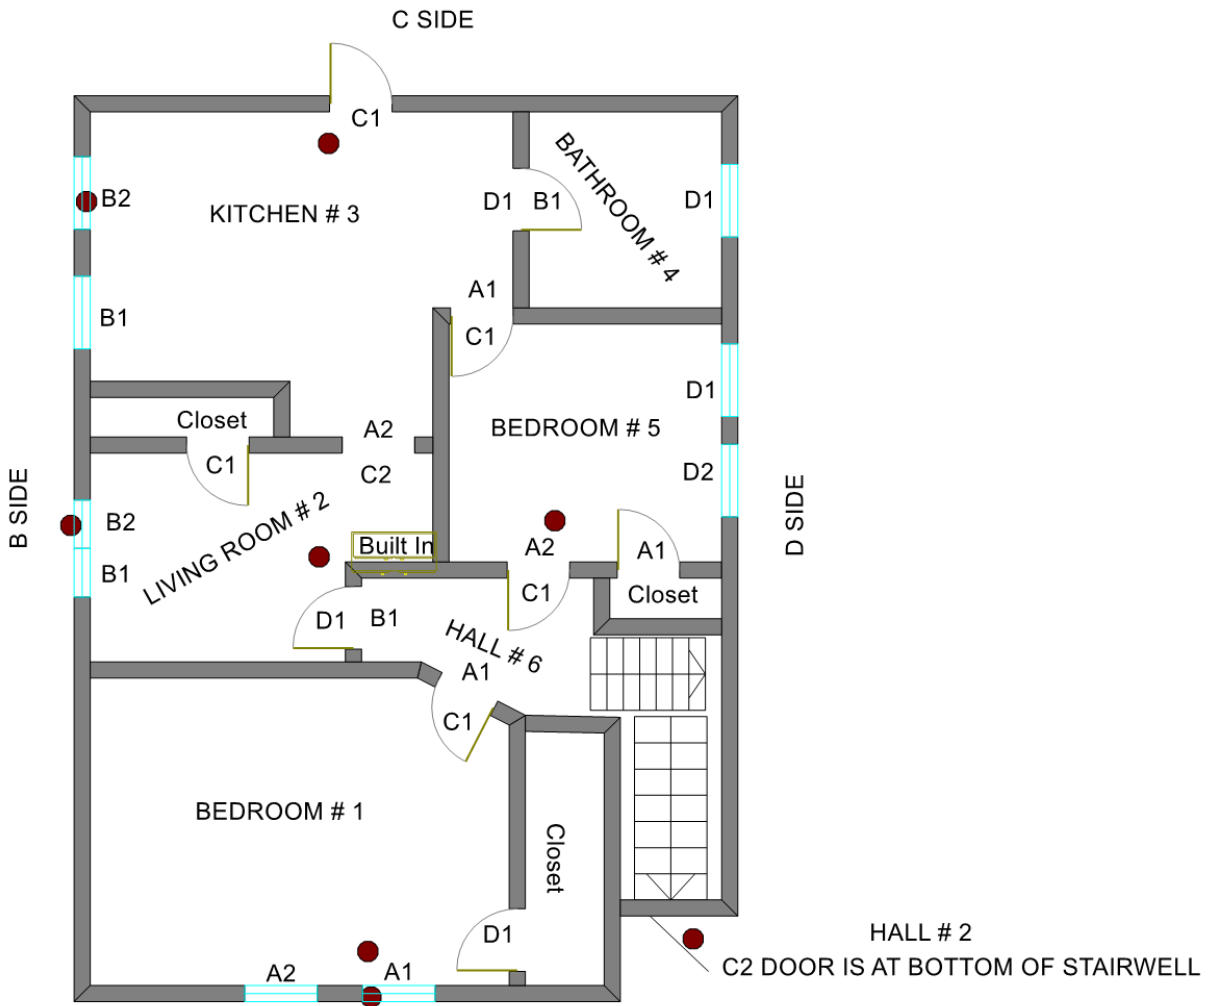 C SIDE
C1
BATHROOM # 4
B2
D1
B1
D1
KITCHEN # 3
A1
B1
C1
D1
Closet
A2
BEDROOM # 5
C1
C2
D2
B SIDE
D SIDE
LIVING ROOM # 2
B2
Built In
A2
A1
B1
C1
Closet
D1
B1
HALL # 6
A1
C1
BEDROOM # 1
Closet
D1
HALL # 2
A2
A1
C2 DOOR IS AT BOTTOM OF STAIRWELL